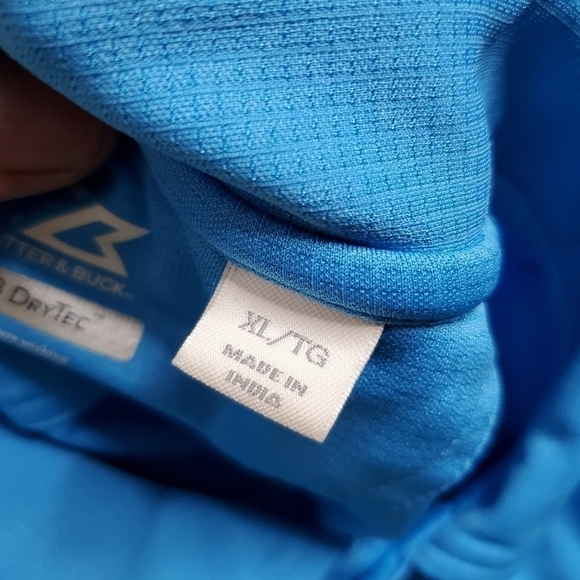 UTTER & BUCK
DRYTEC
XL/TG
MADE IN
INDIA